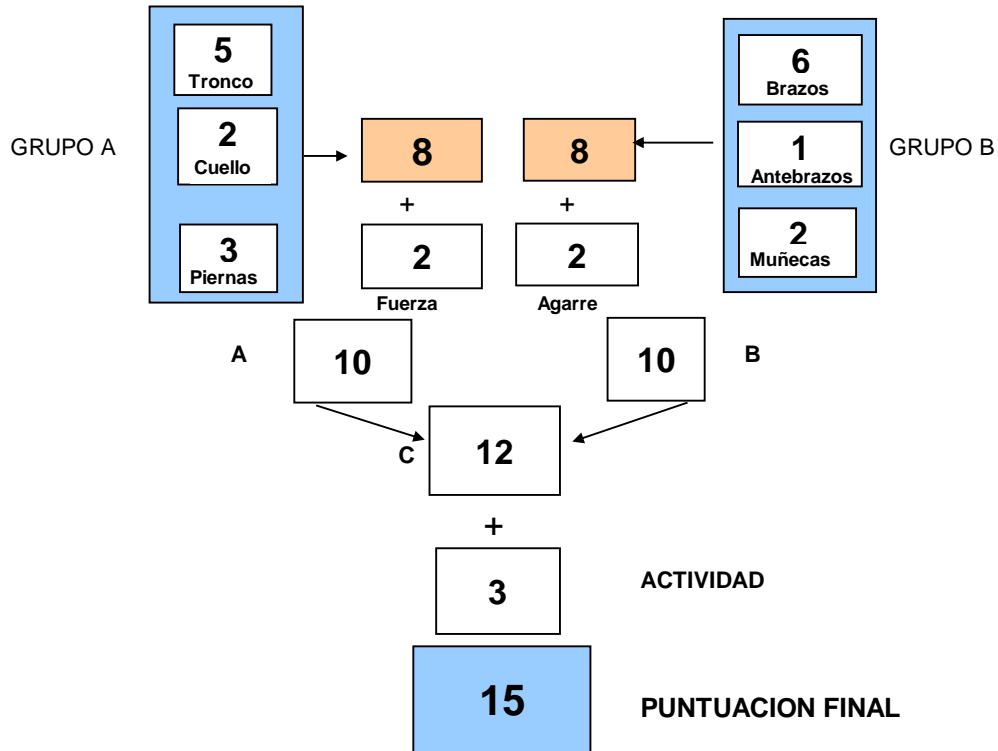 5
Tronco
2
Cuello
3
Piernas
GRUPO A
8
+
2
Fuerza
8
+
2
Agarre
6
Brazos
1
Antebrazos
2
Muñecas
GRUPO B
A
10
10
B
C
12
+
3
ACTIVIDAD
15
PUNTUACION FINAL